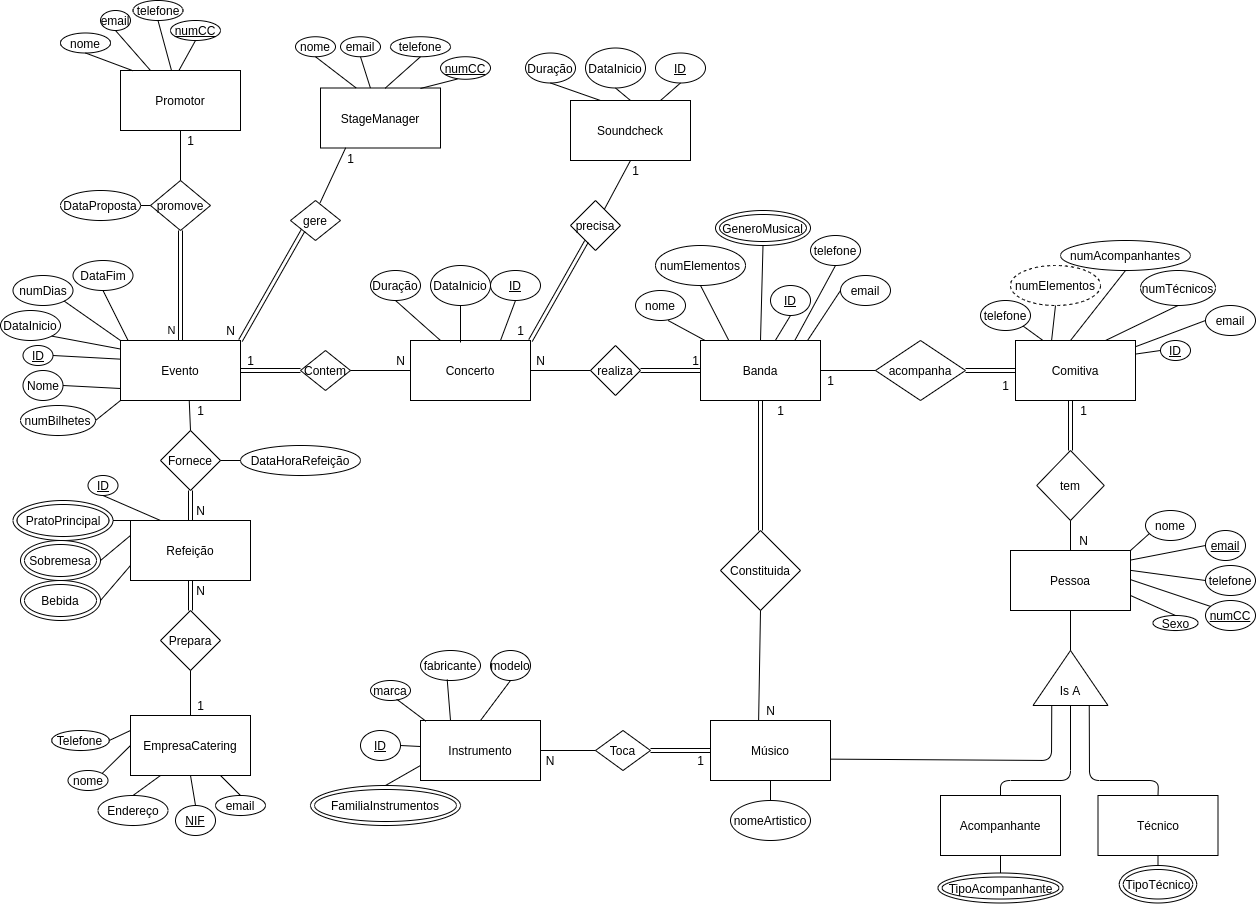 telefone
email
numCC
nome
Promotor
1
DataProposta
promove
N
nome
email
telefone
numCC
StageManager
1
gere
N
Duração
DataInicio
ID
Soundcheck
1
precisa
1
DataFim
numDias
DataInicio
ID
Nome
numBilhetes
Evento
1
Contem
N
Duração
DataInicio
ID
Concerto
N
realiza
1
GeneroMusical
numElementos
telefone
nome
ID
email
Banda
1
acompanha
1
numAcompanhantes
numElementos
numTécnicos
telefone
email
ID
Comitiva
1
Fornece
DataHoraRefeição
N
ID
PratoPrincipal
Sobremesa
Bebida
Refeição
N
Prepara
1
EmpresaCatering
Telefone
nome
Endereço
NIF
email
1
Constituida
N
1
tem
N
nome
email
telefone
numCC
Sexo
Pessoa
Is A
fabricante
modelo
marca
ID
Instrumento
FamiliaInstrumentos
N
Toca
1
Músico
nomeArtistico
Acompanhante
TipoAcompanhante
Técnico
TipoTécnico